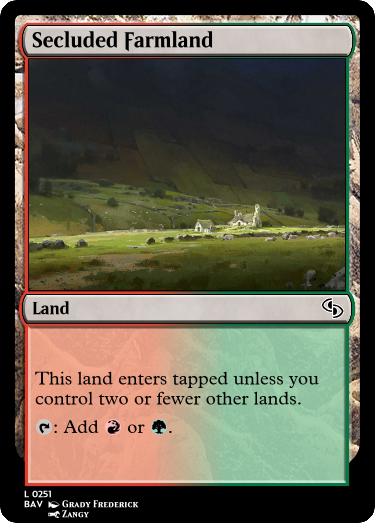 Secluded Farmland
Land
This land enters tapped unless you
control two or fewer other lands.
: Add or .
L 0251
BAV Grady Frederick
Zangy